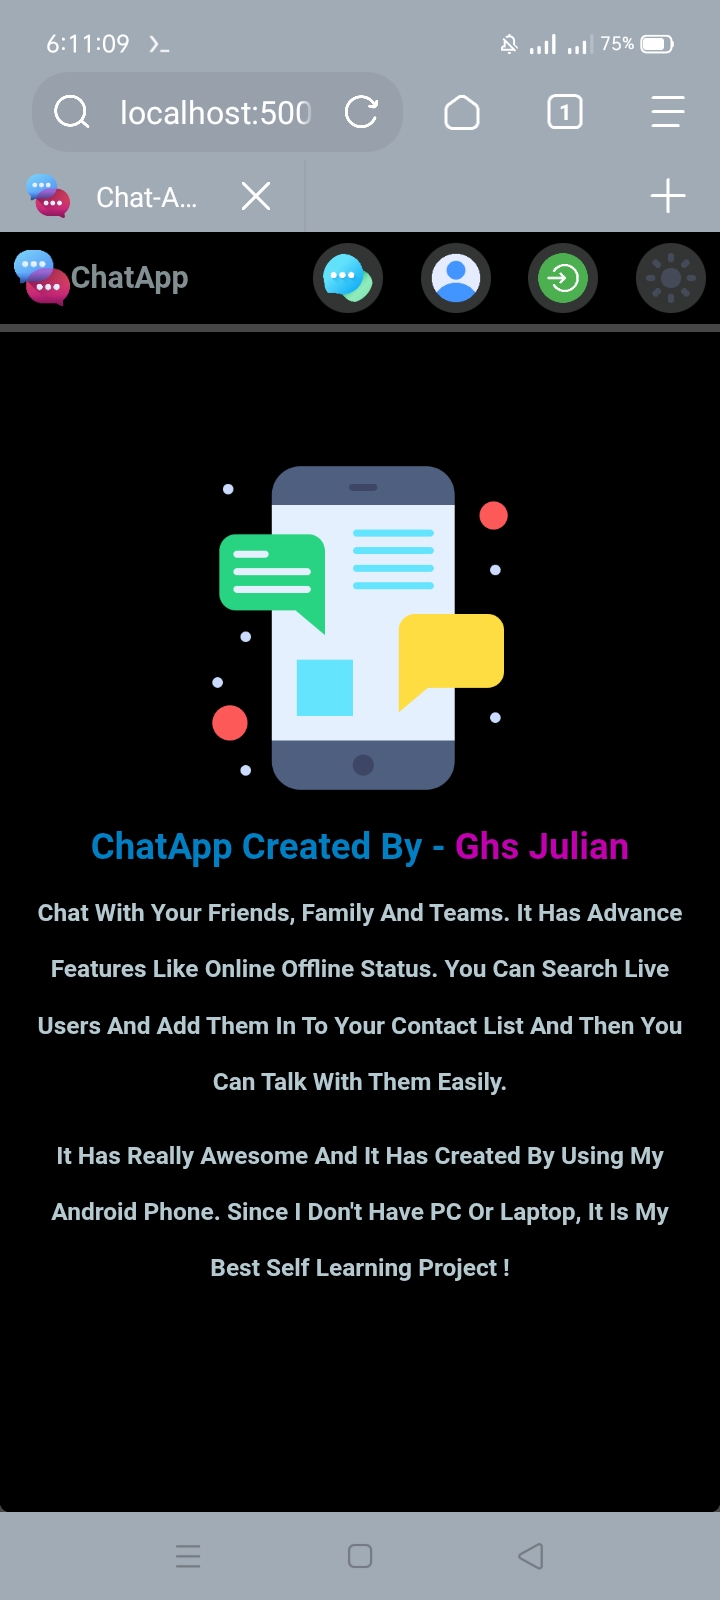 6:11:09
75%
localhost:500
1
Chat-A...
ChatApp
ChatApp Created By - Ghs Julian
Chat With Your Friends, Family And Teams. It Has Advance
Features Like Online Offline Status. You Can Search Live
Users And Add Them In To Your Contact List And Then You
Can Talk With Them Easily.
It Has Really Awesome And It Has Created By Using My
Android Phone. Since I Don't Have PC Or Laptop, It Is My
Best Self Learning Project !